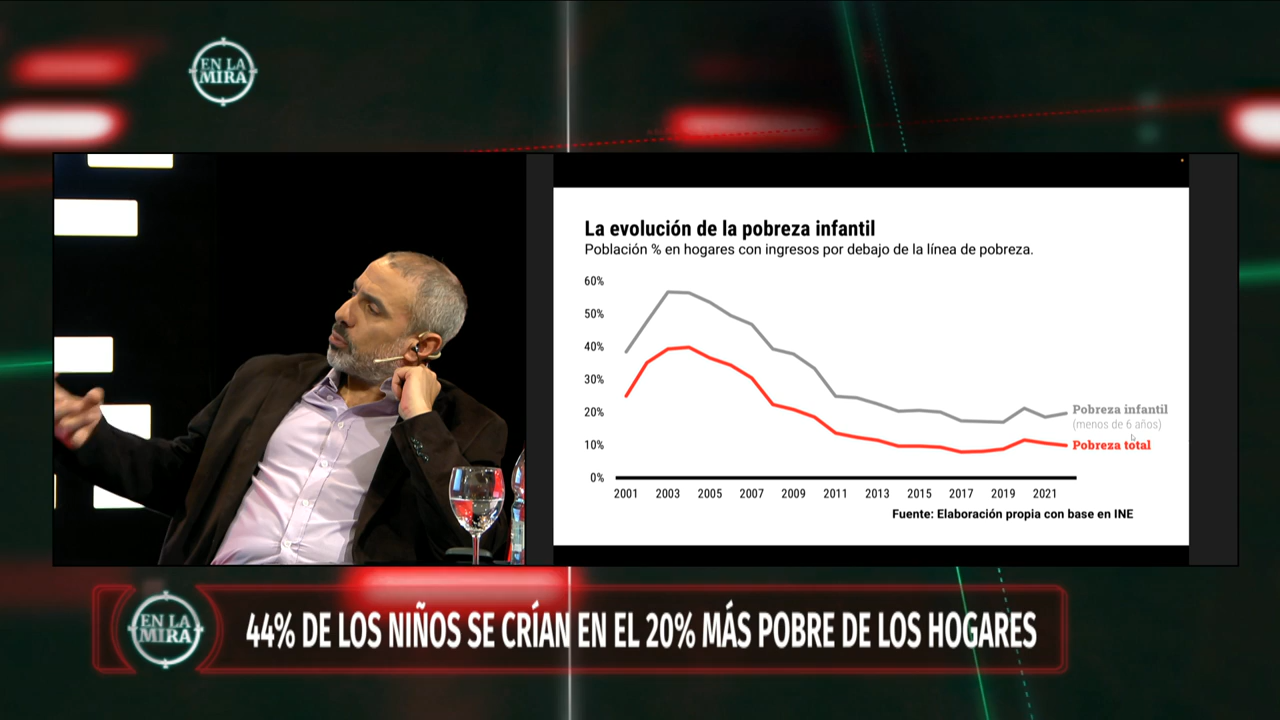 EN LA
MIRA
La evolución de la pobreza infantil
Población % en hogares con ingresos por debajo de la línea de pobreza.
60%
50%
40%
30%
20%
10%
0%
Pobreza infantil
(menos de 6 años)
Pobreza total
2001 2003 2005 2007 2009 2011 2013 2015 2017 2019 2021
Fuente: Elaboración propia con base en INE
EN LA
MIRA
44% DE LOS NIÑOS SE CRÍAN EN EL 20% MÁS POBRE DE LOS HOGARES